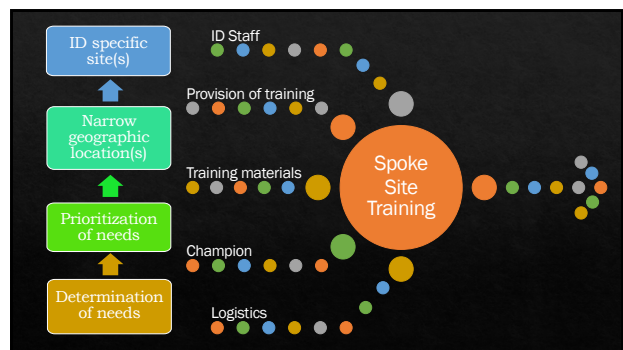 ID specific
site(s)
Narrow
geographic
location(s)
Prioritization
of needs
Determination
of needs
ID Staff
Provision of training
Training materials
Champion
Logistics
Spoke
Site
Training